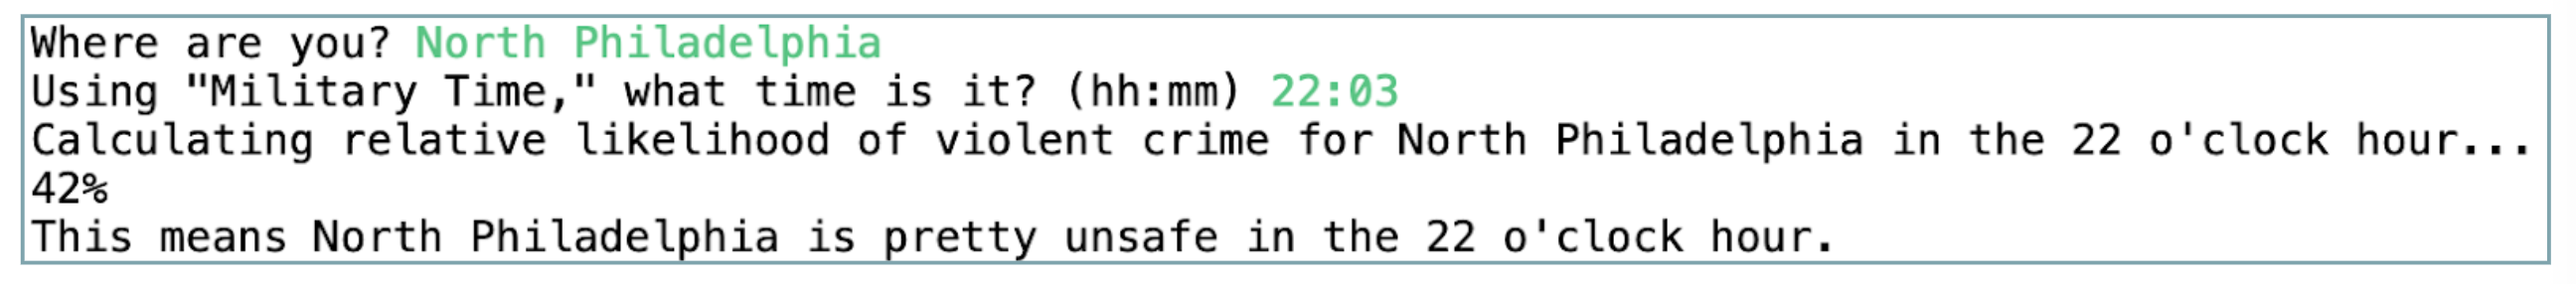 Where are you? North Philadelphia
Using "Military Time," what time is it? (hh:mm) 22:03
Calculating relative likelihood of violent crime for North Philadelphia in the 22 o'clock hour...
42%
This means North Philadelphia is pretty unsafe in the 22 o'clock hour.